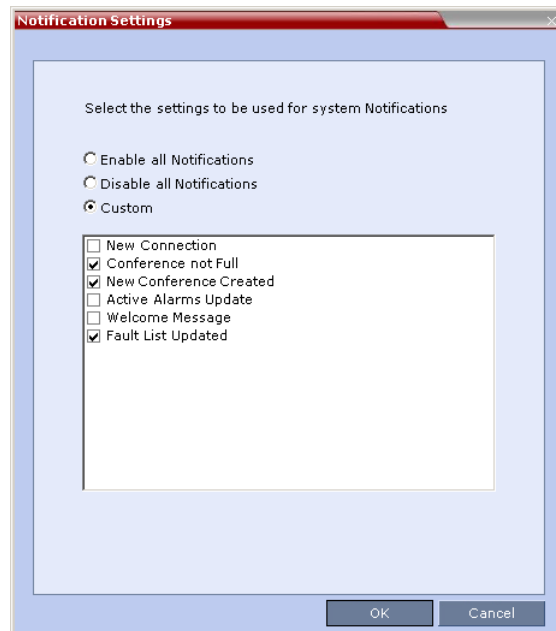 Notification Settings
Select the settings to be used for system Notifications
Enable all Notifications
Disable all Notifications
Custom
New Connection
Conference not Full
New Conference Created
Active Alarms Update
Welcome Message
Fault List Updated
OK Cancel